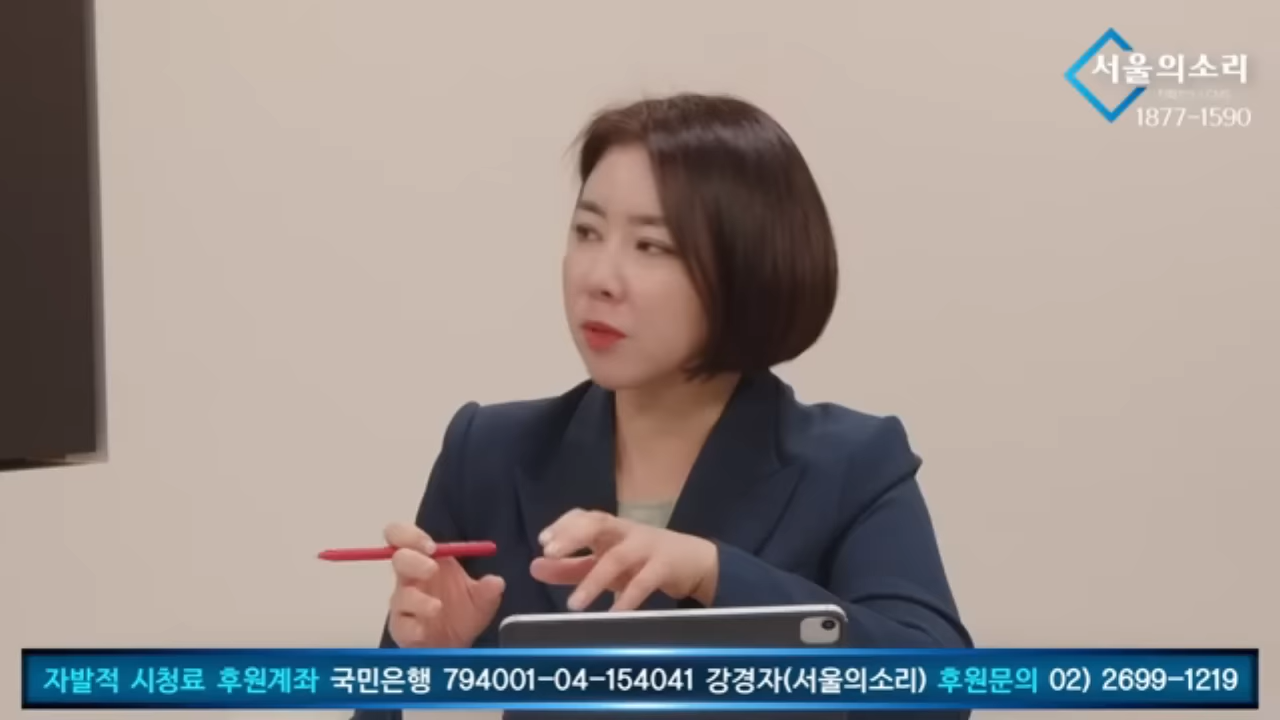 서울의소리
1877-1590
자발적 시청료 후원계좌 국민은행 794001-04-154041 강경자(서울의소리) 후원문의 02) 2699-1219